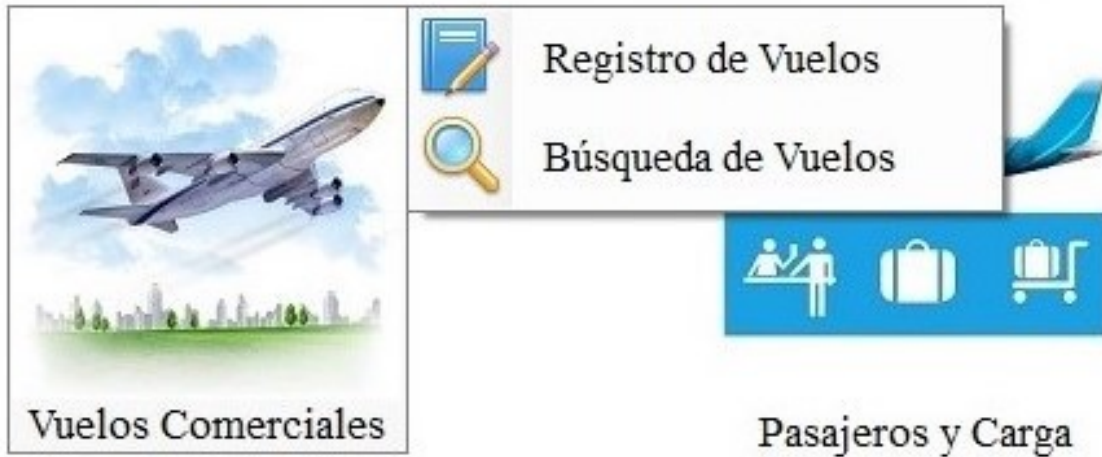 Registro de Vuelos
Búsqueda de Vuelos
Vuelos Comerciales
Pasajeros y Carga